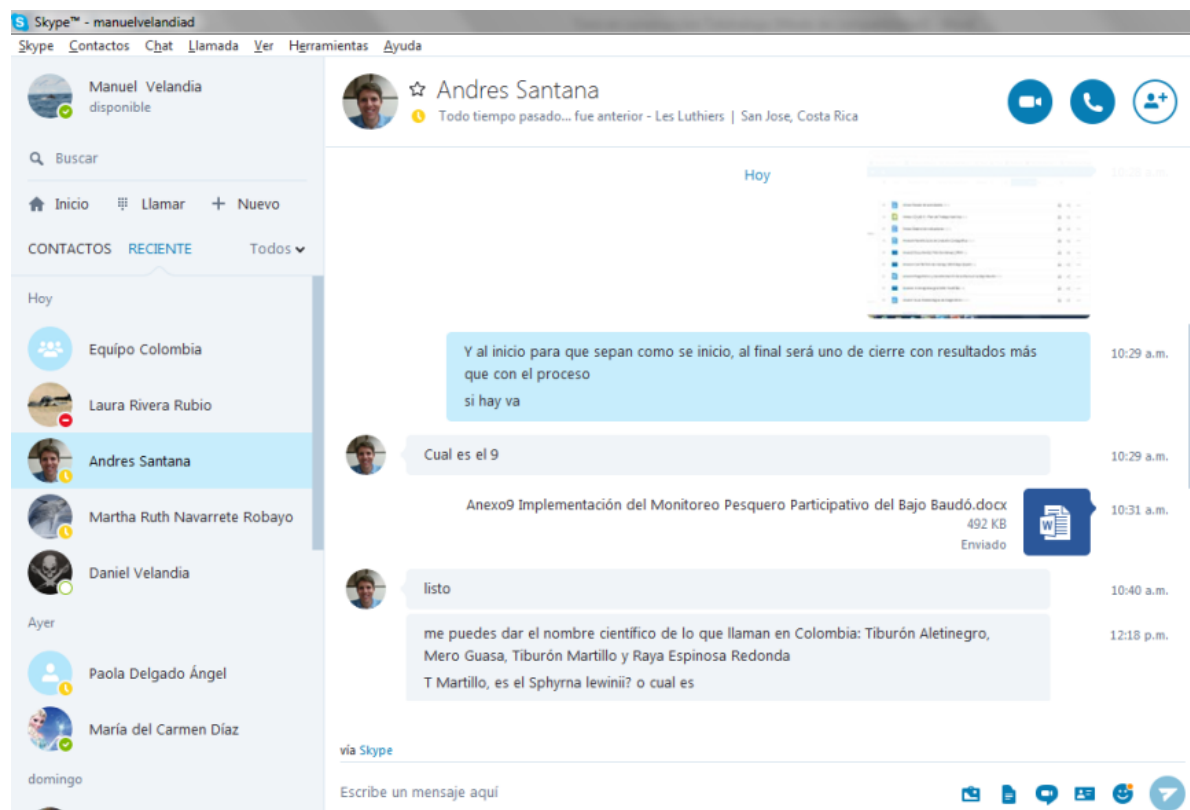 Skype™ - manuelvelandiad
Skype Contactos Chat Llamada Ver Herramientas Ayuda
Manuel Velandia
disponible
Buscar
Inicio Llamar Nuevo
CONTACTOS RECIENTE Todos
Hoy
Equípo Colombia
Laura Rivera Rubio
Andres Santana
Martha Ruth Navarrete Robayo
Daniel Velandia
Ayer
Paola Delgado Ángel
María del Carmen Díaz
domingo
Andres Santana
Todo tiempo pasado... fue anterior - Les Luthiers | San Jose, Costa Rica
Hoy
Y al inicio para que sepan como se inicio, al final será uno de cierre con resultados más
que con el proceso
si hay va
10:29 a.m.
Cual es el 9
10:29 a.m.
Anexo9 Implementación del Monitoreo Pesquero Participativo del Bajo Baudó.docx
492 KB
Enviado
W
10:31 a.m.
listo
10:40 a.m.
me puedes dar el nombre científico de lo que llaman en Colombia: Tiburón Aletinegro,
Mero Guasa, Tiburón Martillo y Raya Espinosa Redonda
T Martillo, es el Sphyrna lewinii? o cual es
12:18 p.m.
vía Skype
Escribe un mensaje aquí